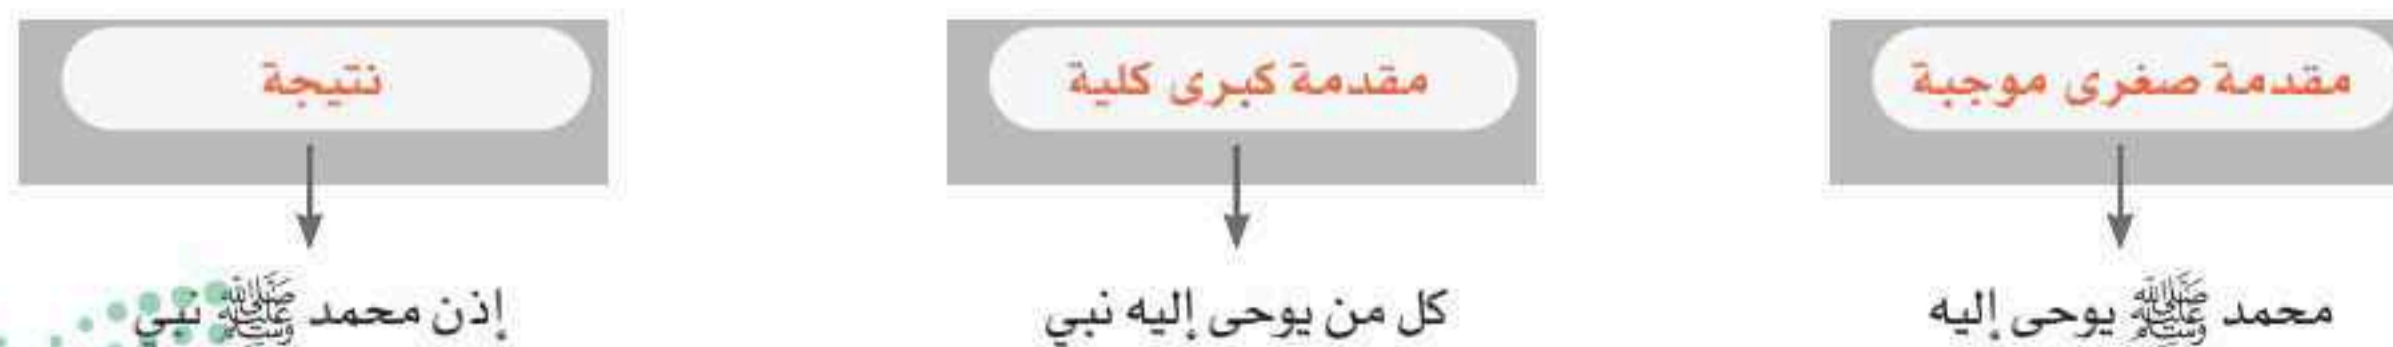 مقدمة صغرى موجبة
مقدمة كبرى كلية
نتيجة
محمد ﷺ يوحى إليه
كل من يوحى إليه نبي
إذن محمد ﷺ نبي